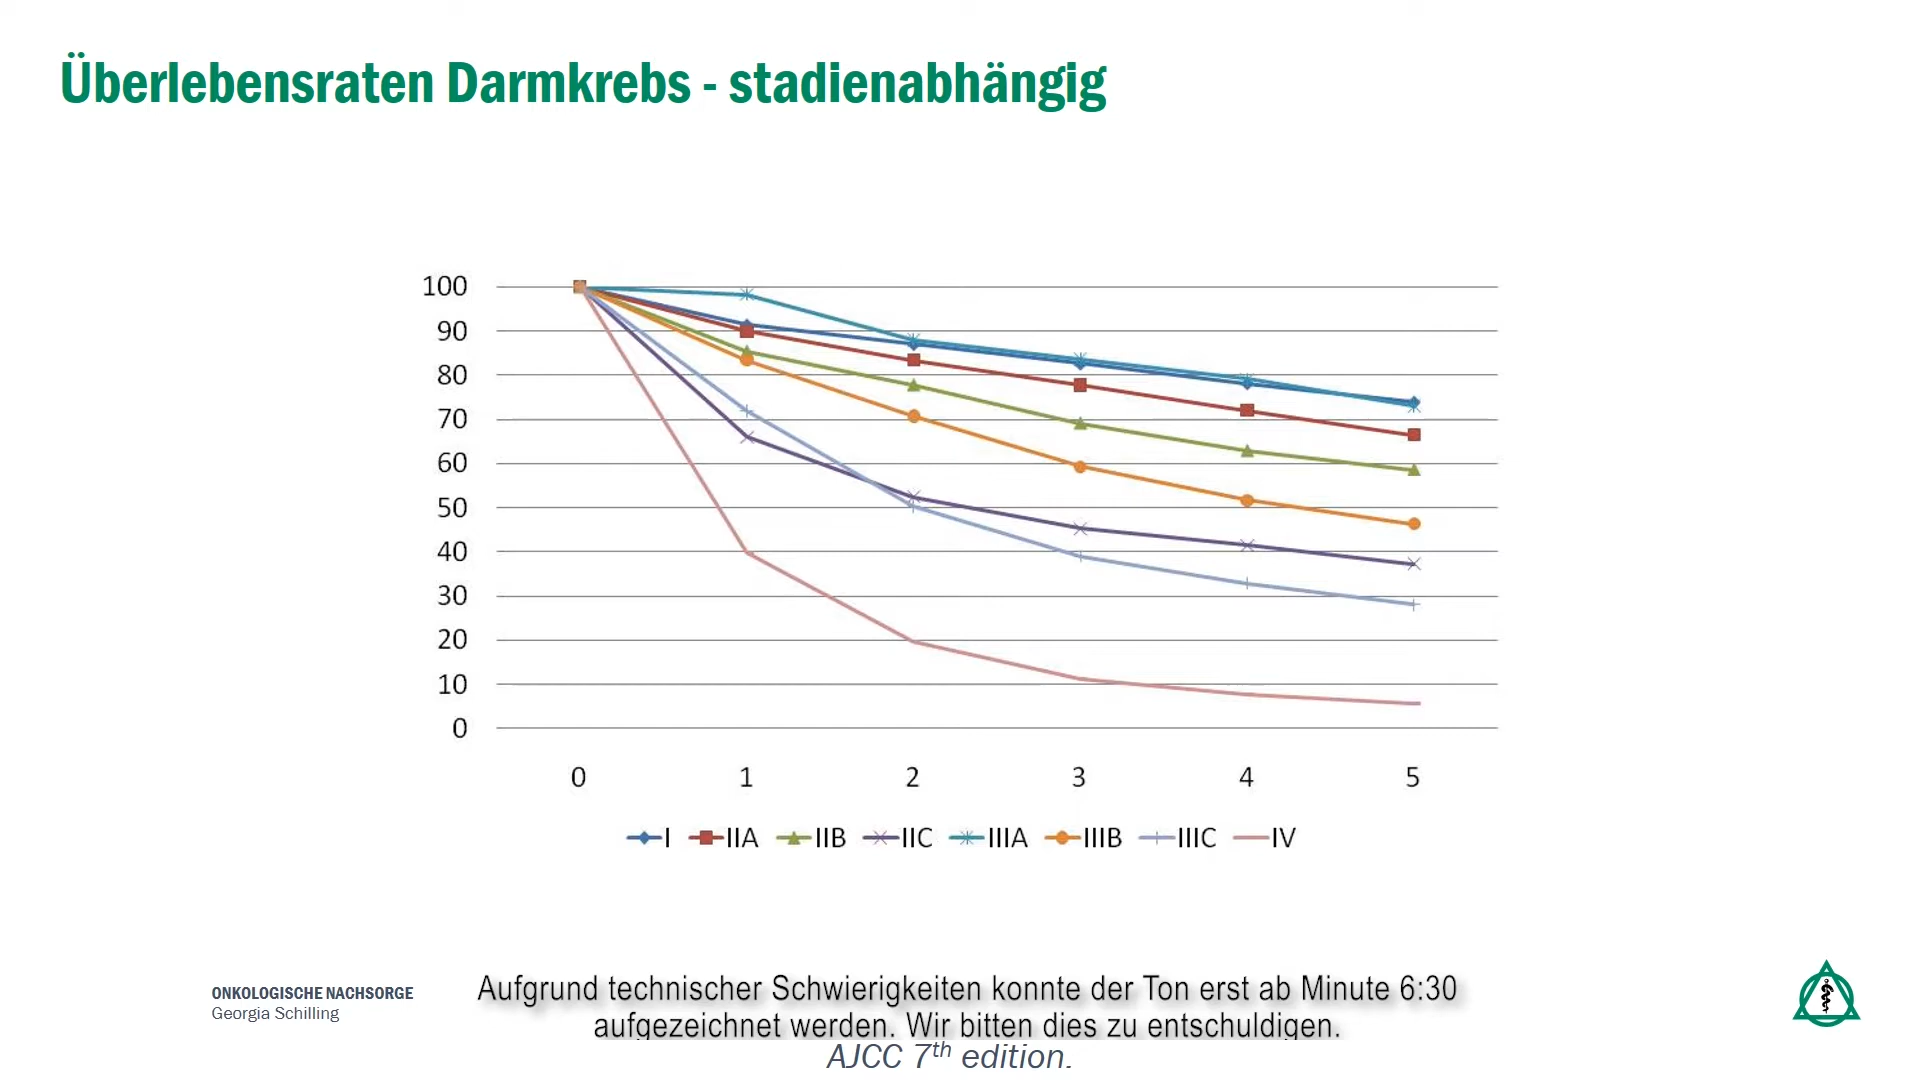 Überlebensraten Darmkrebs - stadienabhängig
100
90
80
70
60
50
40
30
20
10
0
0 1 2 3 4 5
I IIA IIB IIC IIIA IIIB IIIC IV
ONKOLOGISCHE NACHSORGE
Georgia Schilling
Aufgrund technischer Schwierigkeiten konnte der Ton erst ab Minute 6:30
aufgezeichnet werden. Wir bitten dies zu entschuldigen.
AJCC 7th edition.